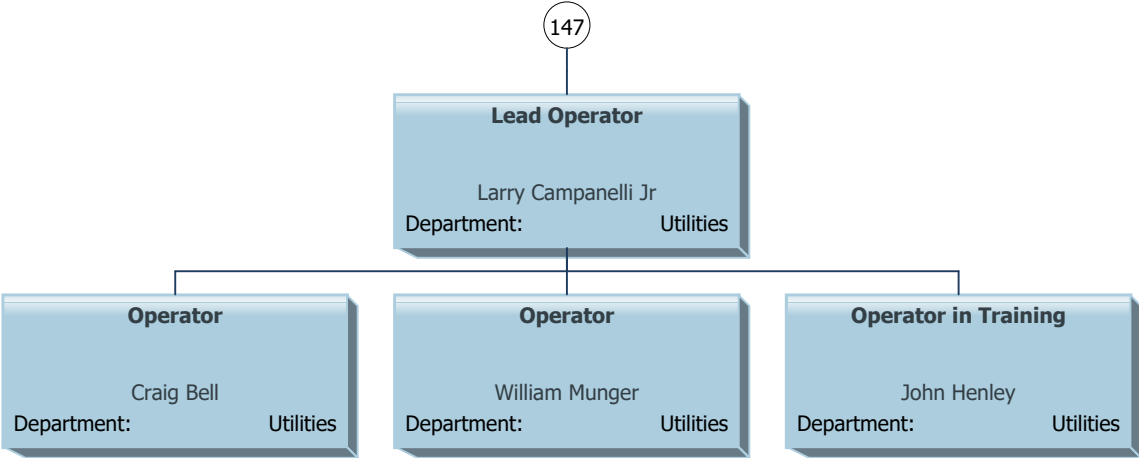 147
Lead Operator
Larry Campanelli Jr
Department: Utilities
Operator
Craig Bell
Department: Utilities
Operator
William Munger
Department: Utilities
Operator in Training
John Henley
Department: Utilities